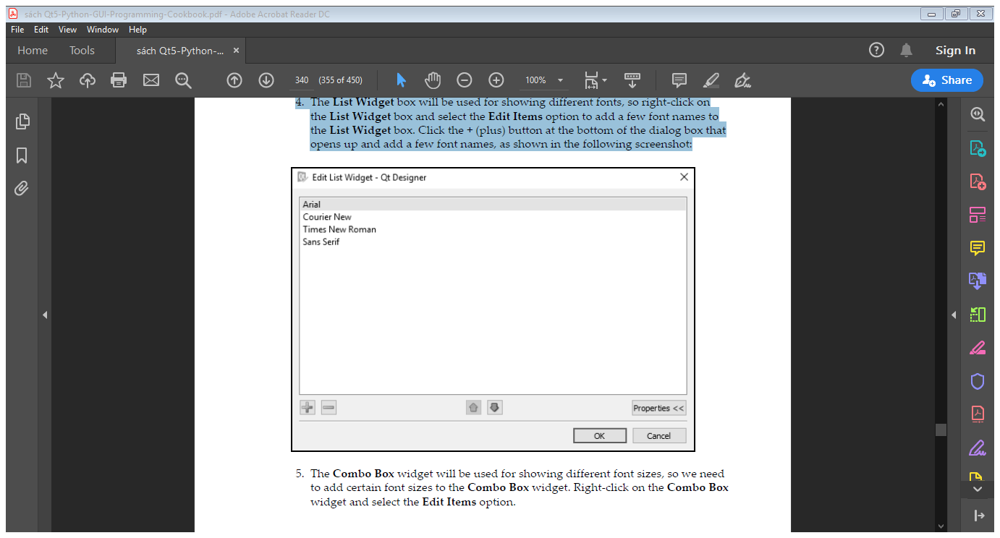 sách Qt5-Python-GUI-Programming-Cookbook.pdf - Adobe Acrobat Reader DC
File Edit View Window Help
Home Tools sách Qt5-Python-... × Sign In
340 (355 of 450) 100% Share
4. The List Widget box will be used for showing different fonts, so right-click on
the List Widget box and select the Edit Items option to add a few font names to
the List Widget box. Click the + (plus) button at the bottom of the dialog box that
opens up and add a few font names, as shown in the following screenshot:
Edit List Widget - Qt Designer
Arial
Courier New
Times New Roman
Sans Serif
Properties <<
OK Cancel
5. The Combo Box widget will be used for showing different font sizes, so we need
to add certain font sizes to the Combo Box widget. Right-click on the Combo Box
widget and select the Edit Items option.